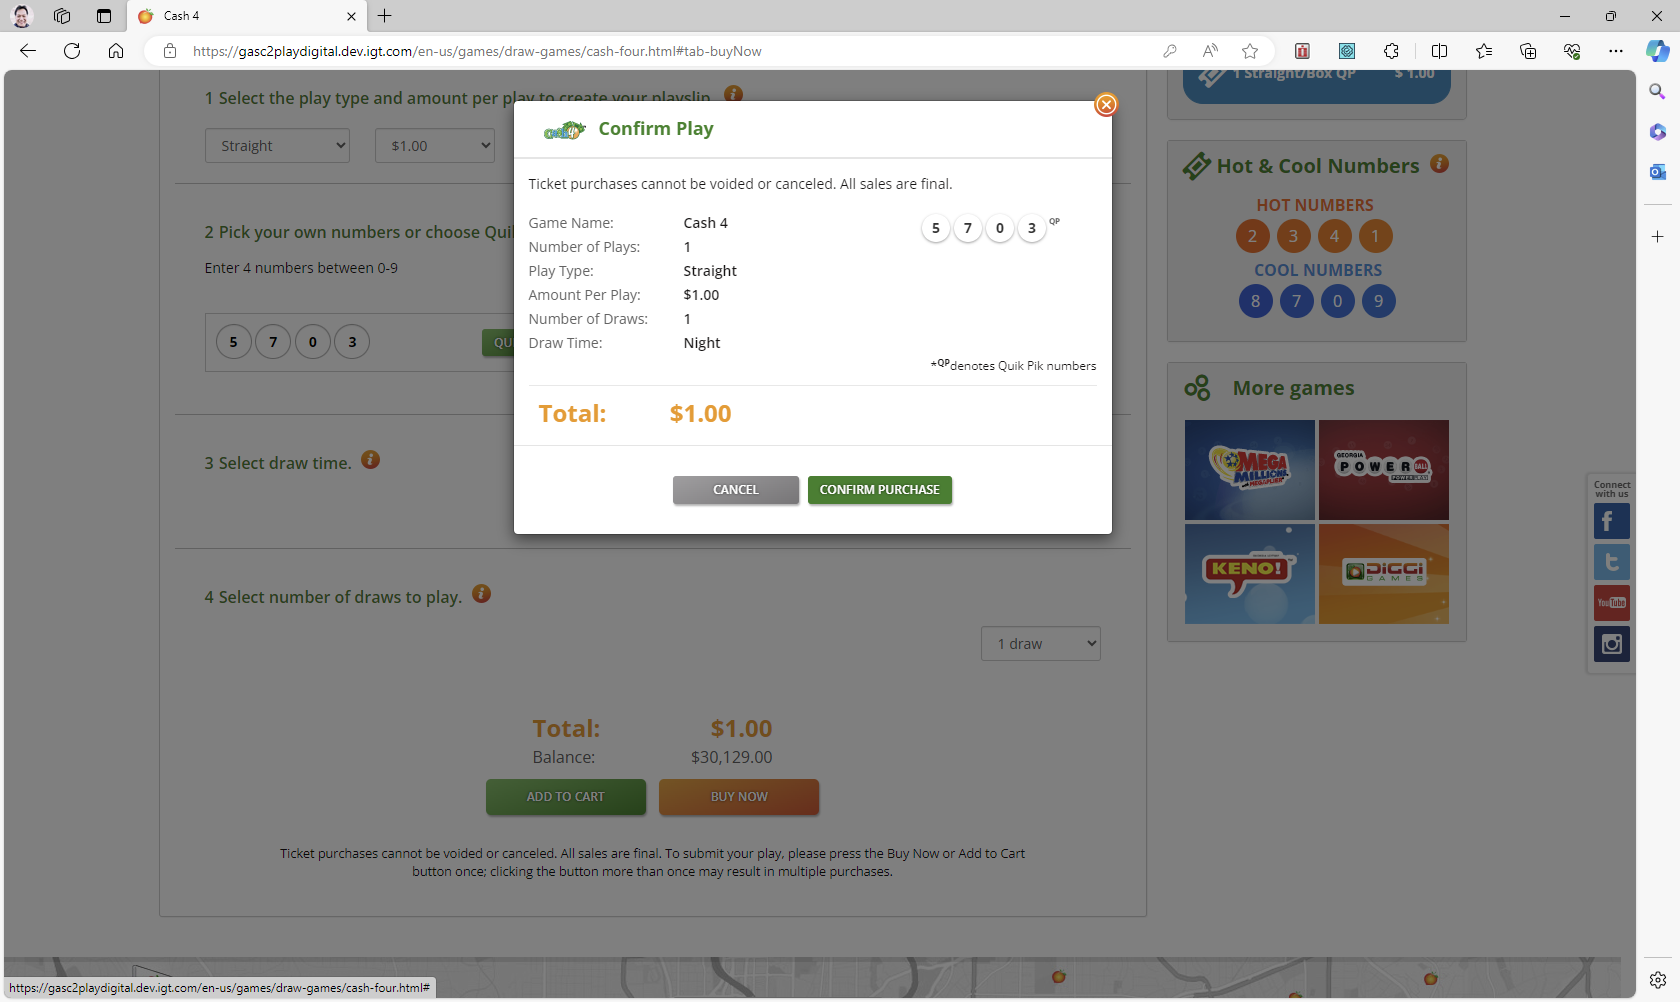 Cash 4
https://gasc2playdigital.dev.igt.com/en-us/games/draw-games/cash-four.html#tab-buyNow
1 Select the play type and amount per play to create your playslip.
Straight
$1.00
2 Pick your own numbers or choose Qui
Enter 4 numbers between 0-9
5 7 0 3
QU
3 Select draw time.
4 Select number of draws to play.
1 draw
Total: $1.00
Balance: $30,129.00
ADD TO CART
BUY NOW
Ticket purchases cannot be voided or canceled. All sales are final. To submit your play, please press the Buy Now or Add to Cart
button once; clicking the button more than once may result in multiple purchases.
Confirm Play
Ticket purchases cannot be voided or canceled. All sales are final.
Game Name: Cash 4
Number of Plays: 1
Play Type: Straight
Amount Per Play: $1.00
Number of Draws: 1
Draw Time: Night
5 7 0 3 QP
*QPdenotes Quik Pik numbers
Total: $1.00
CANCEL
CONFIRM PURCHASE
1 Straight/Box QP $ 1.00
Hot & Cool Numbers
HOT NUMBERS
2 3 4 1
COOL NUMBERS
8 7 0 9
More games
MEGA
MILLIONS
MEGAPLIER
GEORGIA
POWERBALL
POWER PLAY
KENO!
DIGGI
GAMES
Connect
with us
YouTube
https://gasc2playdigital.dev.igt.com/en-us/games/draw-games/cash-four.html#